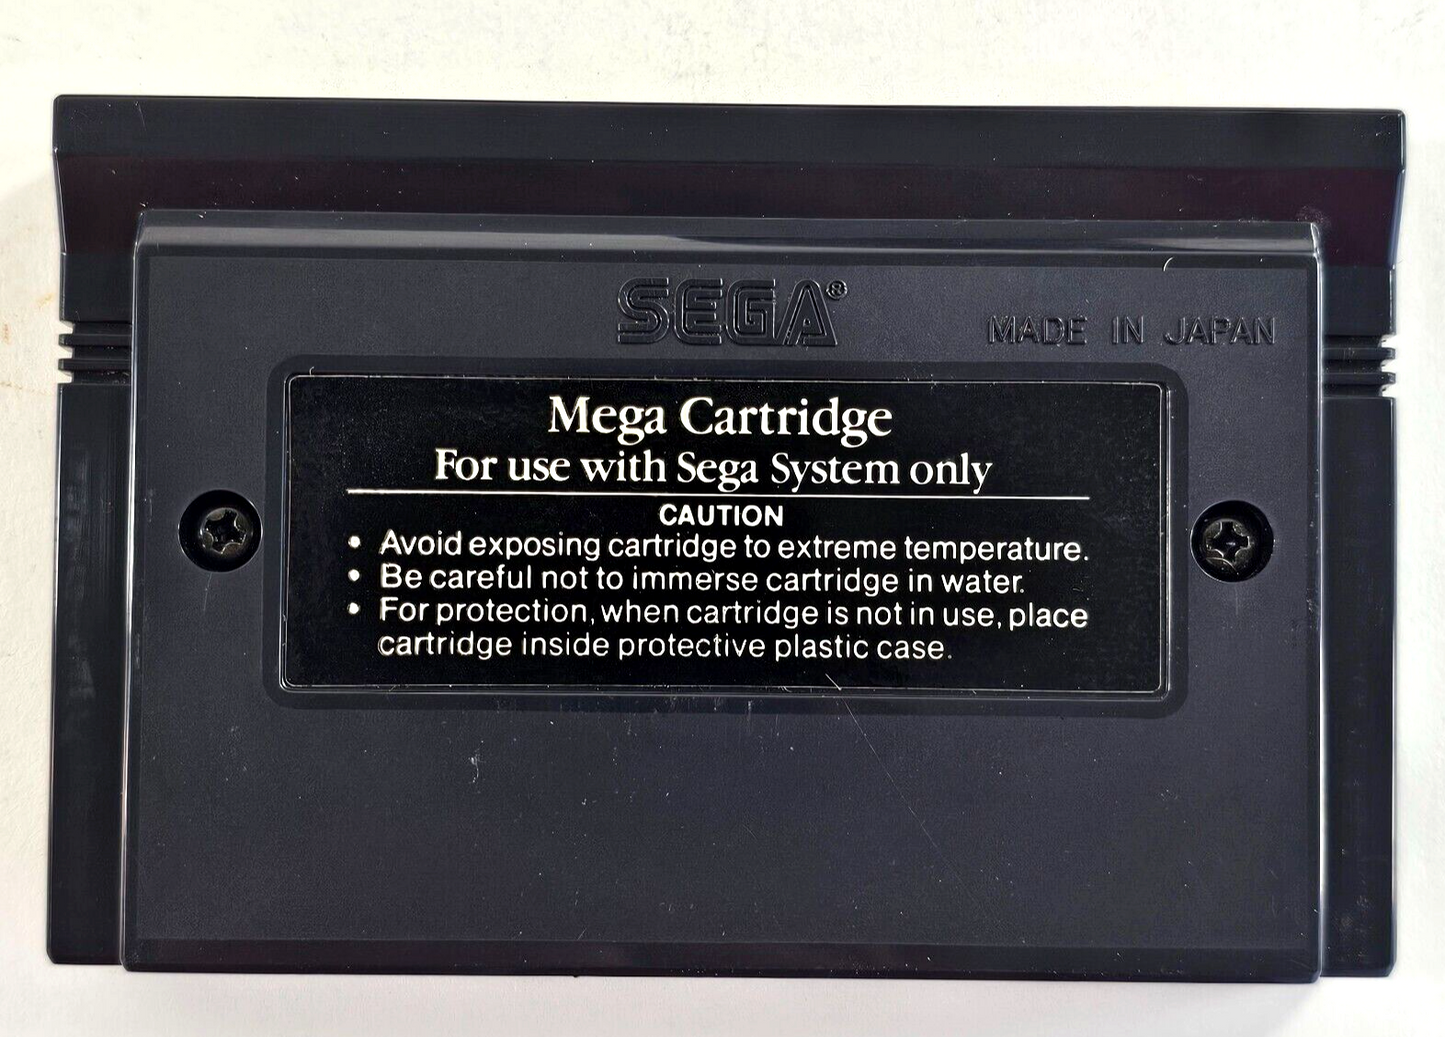 SEGA®
MADE IN JAPAN
Mega Cartridge
For use with Sega System only
CAUTION
• Avoid exposing cartridge to extreme temperature.
• Be careful not to immerse cartridge in water.
• For protection, when cartridge is not in use, place
cartridge inside protective plastic case.